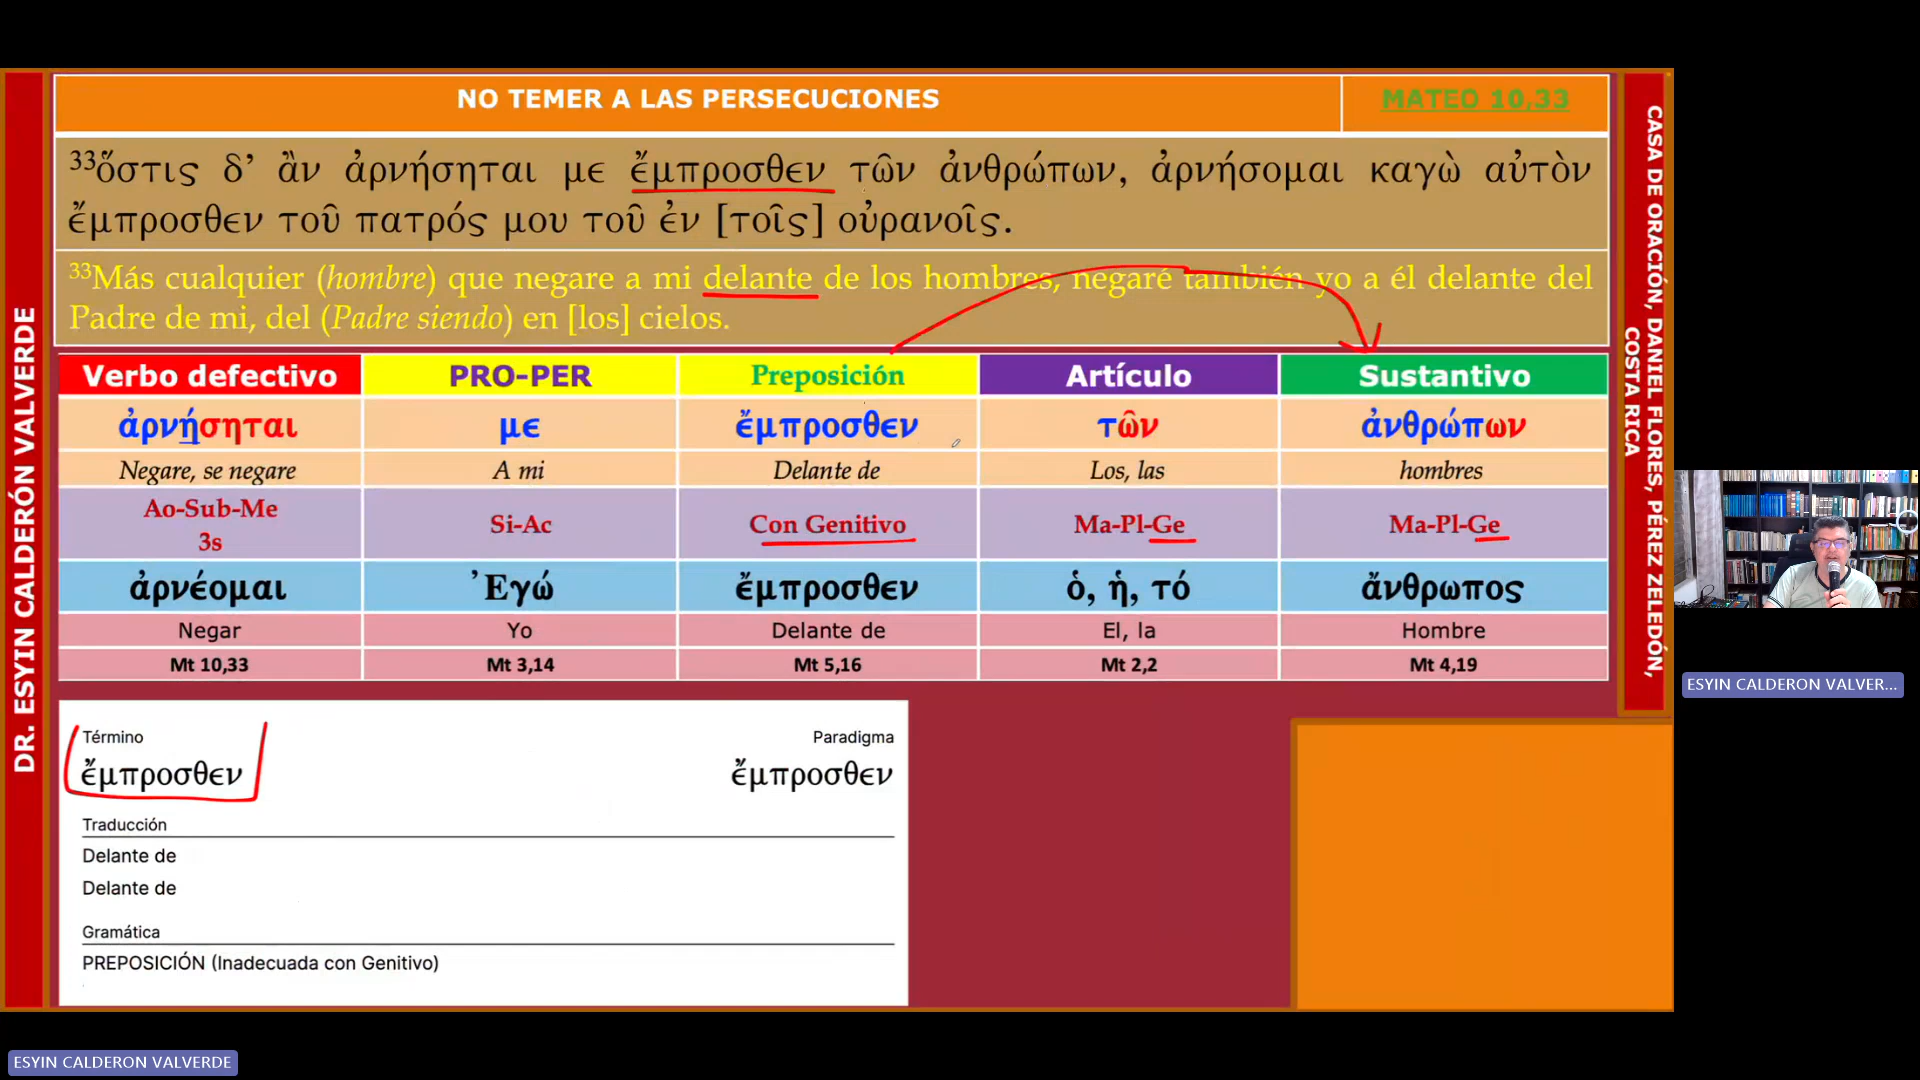 NO TEMER A LAS PERSECUCIONES
MATEO 10,33
³³ὅστις δ’ ἂν ἀρνήσηται με ἔμπροσθεν τῶν ἀνθρώπων, ἀρνήσομαι καγὼ αὐτὸν
ἔμπροσθεν τοῦ πατρός μου τοῦ ἐν [τοῖς] οὐρανοῖς.
³³Más cualquier (hombre) que negare a mi delante de los hombres, negaré también yo a él delante del
Padre de mi, del (Padre siendo) en [los] cielos.
Verbo defectivo PRO-PER Preposición Artículo Sustantivo
ἀρνήσηται με ἔμπροσθεν τῶν ἀνθρώπων
Negare, se negare A mi Delante de Los, las hombres
Ao-Sub-Me
3s
Si-Ac Con Genitivo Ma-Pl-Ge Ma-Pl-Ge
ἀρνέομαι Ἐγώ ἔμπροσθεν ὁ, ἡ, τό ἄνθρωπος
Negar Yo Delante de El, la Hombre
Mt 10,33 Mt 3,14 Mt 5,16 Mt 2,2 Mt 4,19
Término Paradigma
ἔμπροσθεν ἔμπροσθεν
Traducción
Delante de
Delante de
Gramática
PREPOSICIÓN (Inadecuada con Genitivo)
DR. ESYIN CALDERÓN VALVERDE
CASA DE ORACIÓN, DANIEL FLORES, PÉREZ ZELEDÓN,
COSTA RICA
ESYIN CALDERON VALVER...
ESYIN CALDERON VALVERDE